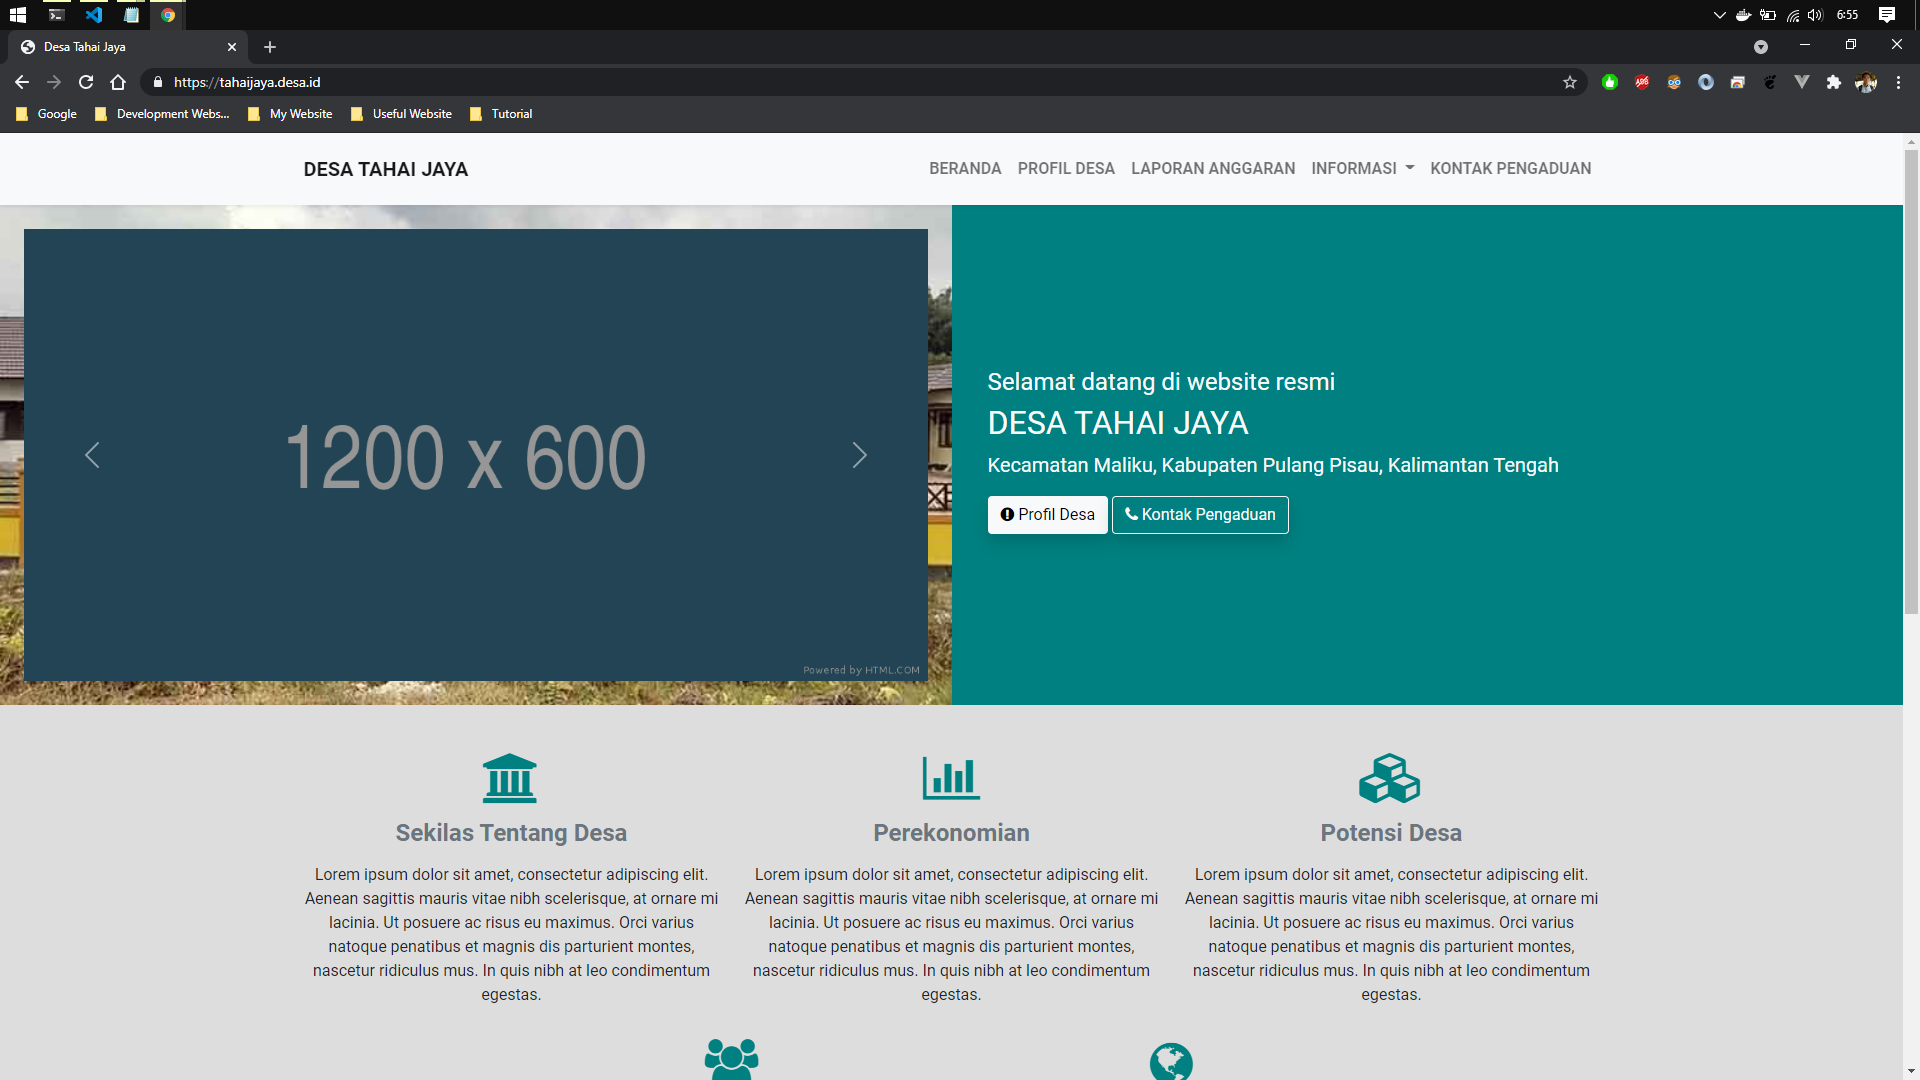 6:55
Desa Tahai Jaya
https://tahaijaya.desa.id
Google
Development Webs...
My Website
Useful Website
Tutorial
DESA TAHAI JAYA
BERANDA
PROFIL DESA
LAPORAN ANGGARAN
INFORMASI
KONTAK PENGADUAN
1200 x 600
Powered by HTML.COM
Selamat datang di website resmi
DESA TAHAI JAYA
Kecamatan Maliku, Kabupaten Pulang Pisau, Kalimantan Tengah
Profil Desa
Kontak Pengaduan
Sekilas Tentang Desa
Lorem ipsum dolor sit amet, consectetur adipiscing elit.
Aenean sagittis mauris vitae nibh scelerisque, at ornare mi
lacinia. Ut posuere ac risus eu maximus. Orci varius
natoque penatibus et magnis dis parturient montes,
nascetur ridiculus mus. In quis nibh at leo condimentum
egestas.
Perekonomian
Lorem ipsum dolor sit amet, consectetur adipiscing elit.
Aenean sagittis mauris vitae nibh scelerisque, at ornare mi
lacinia. Ut posuere ac risus eu maximus. Orci varius
natoque penatibus et magnis dis parturient montes,
nascetur ridiculus mus. In quis nibh at leo condimentum
egestas.
Potensi Desa
Lorem ipsum dolor sit amet, consectetur adipiscing elit.
Aenean sagittis mauris vitae nibh scelerisque, at ornare mi
lacinia. Ut posuere ac risus eu maximus. Orci varius
natoque penatibus et magnis dis parturient montes,
nascetur ridiculus mus. In quis nibh at leo condimentum
egestas.